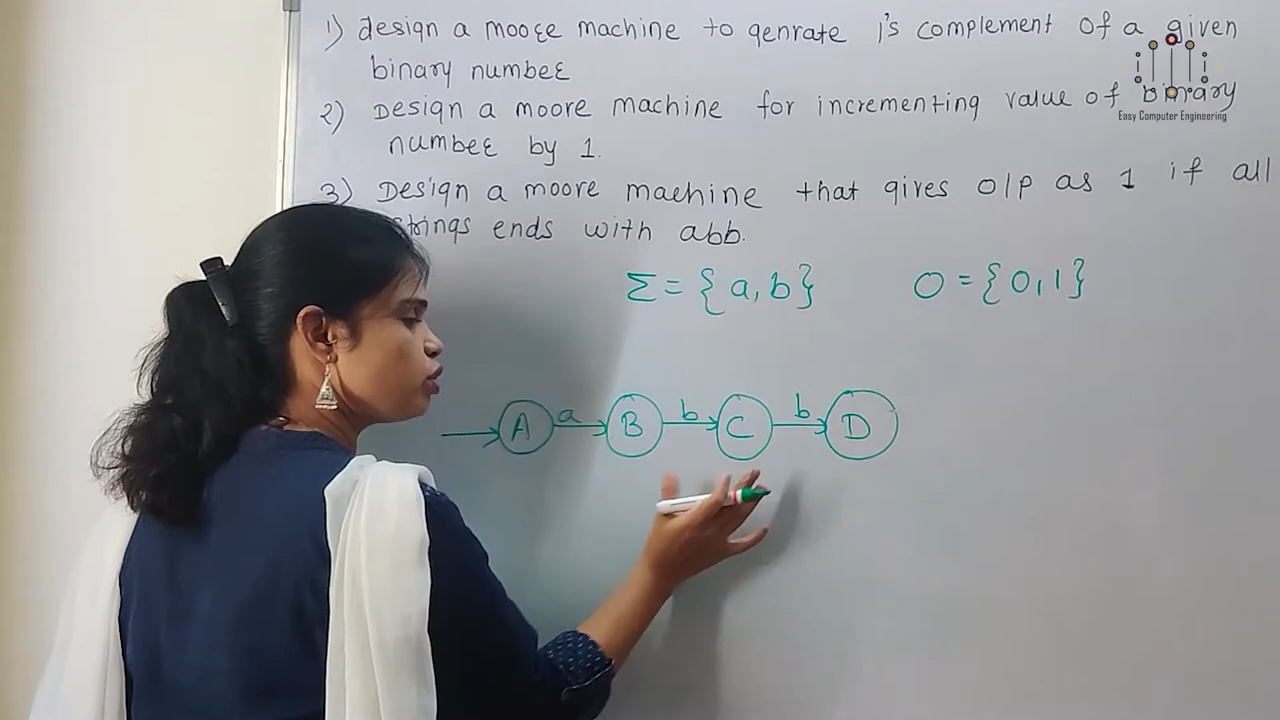 1) design a moore machine to genrate 1's complement of a given
binary number
2) Design a moore machine for incrementing value of binary
number by 1.
3) Design a moore machine that gives O/P as 1 if all
strings ends with abb.
Easy Computer Engineering
Σ = {a, b} O = {0, 1}
A a B b C b D